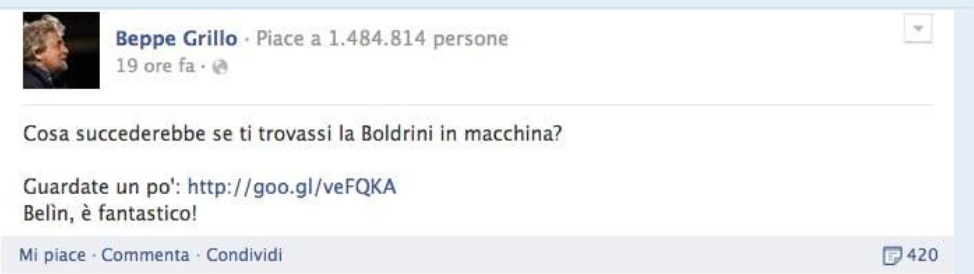 Beppe Grillo · Piace a 1.484.814 persone
19 ore fa ·
Cosa succederebbe se ti trovassi la Boldrini in macchina?
Guardate un po': http://goo.gl/veFQKA
Belìn, è fantastico!
Mi piace · Commenta · Condividi 420